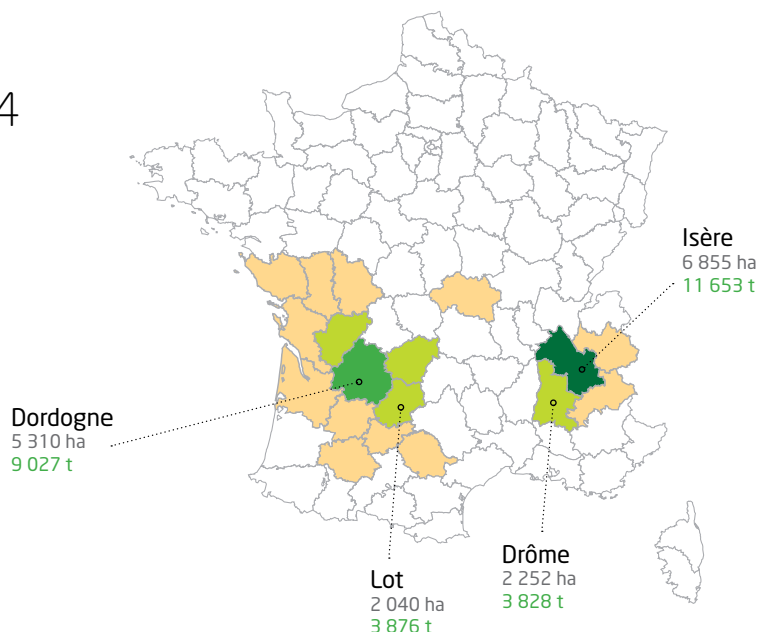 4
Isère
6 855 ha
11 653 t
Dordogne
5 310 ha
9 027 t
Drôme
2 252 ha
3 828 t
Lot
2 040 ha
3 876 t